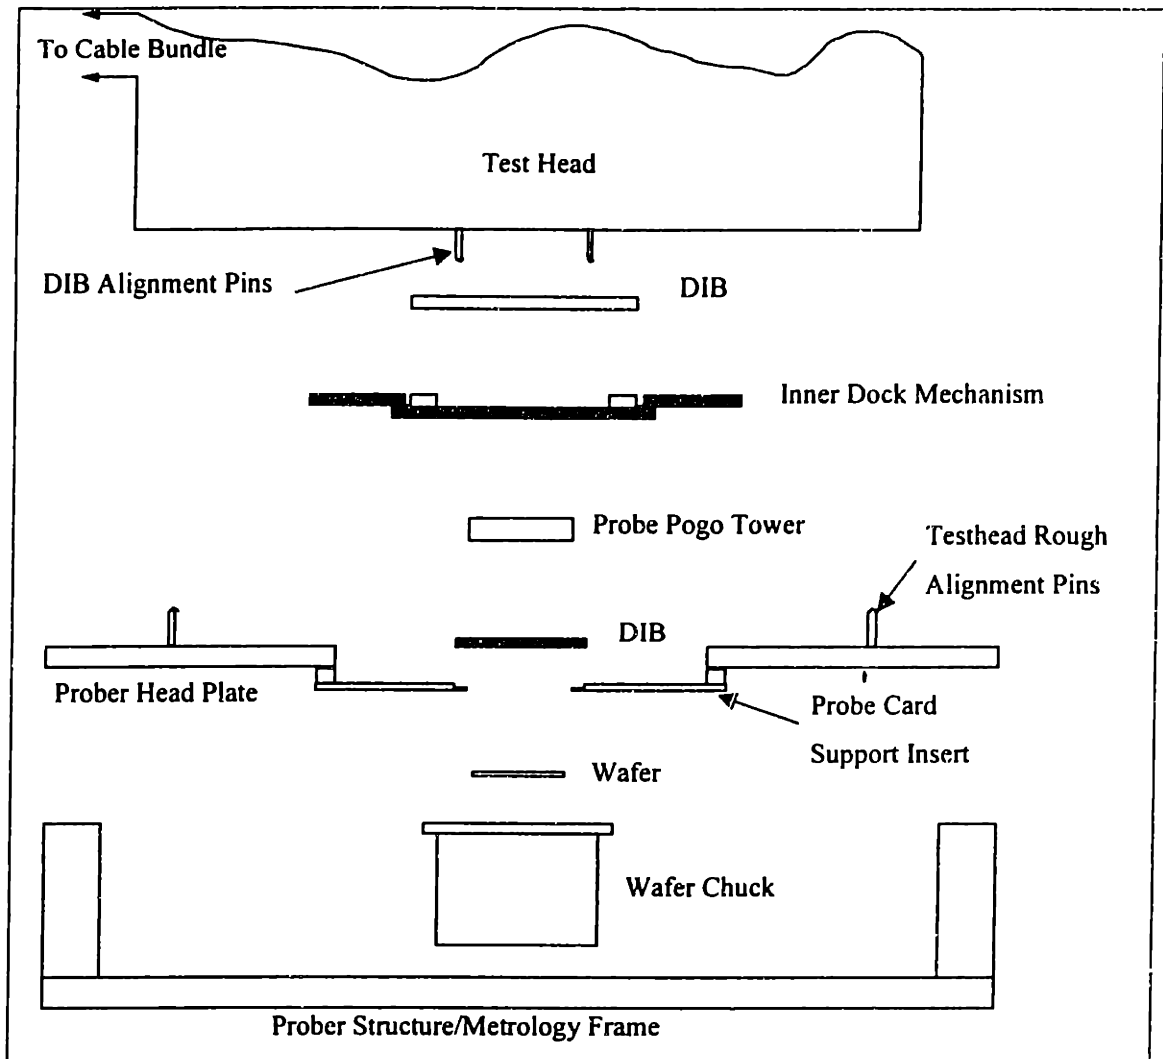 To Cable Bundle
Test Head
DIB Alignment Pins
DIB
Inner Dock Mechanism
Probe Pogo Tower
Testhead Rough
Alignment Pins
DIB
Prober Head Plate
Probe Card
Support Insert
Wafer
Wafer Chuck
Prober Structure/Metrology Frame